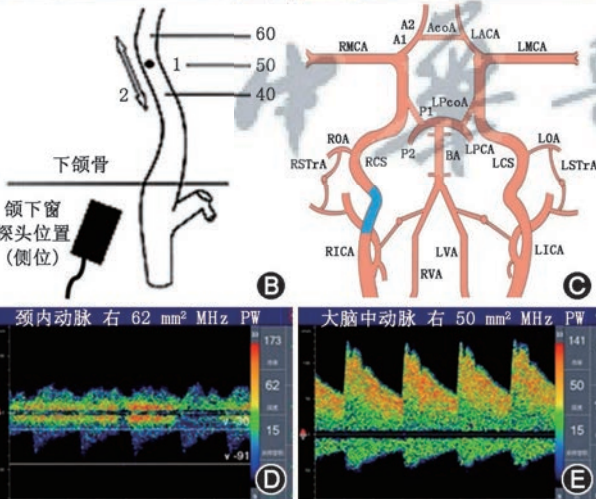 60
1
50
2
40
下颌骨
颌下窗
探头位置
(侧位)
B
A2
AcoA
A1
LACA
RMCA
LMCA
LPcoA
P1
ROA
P2
BA
LPCA
LOA
RSTrA
RCS
LCS
LSTrA
RICA
LVA
LICA
RVA
C
颈内动脉 右 62 mm² MHz PW
173
62
15
-91
D
大脑中动脉 右 50 mm² MHz PW
141
50
15
E